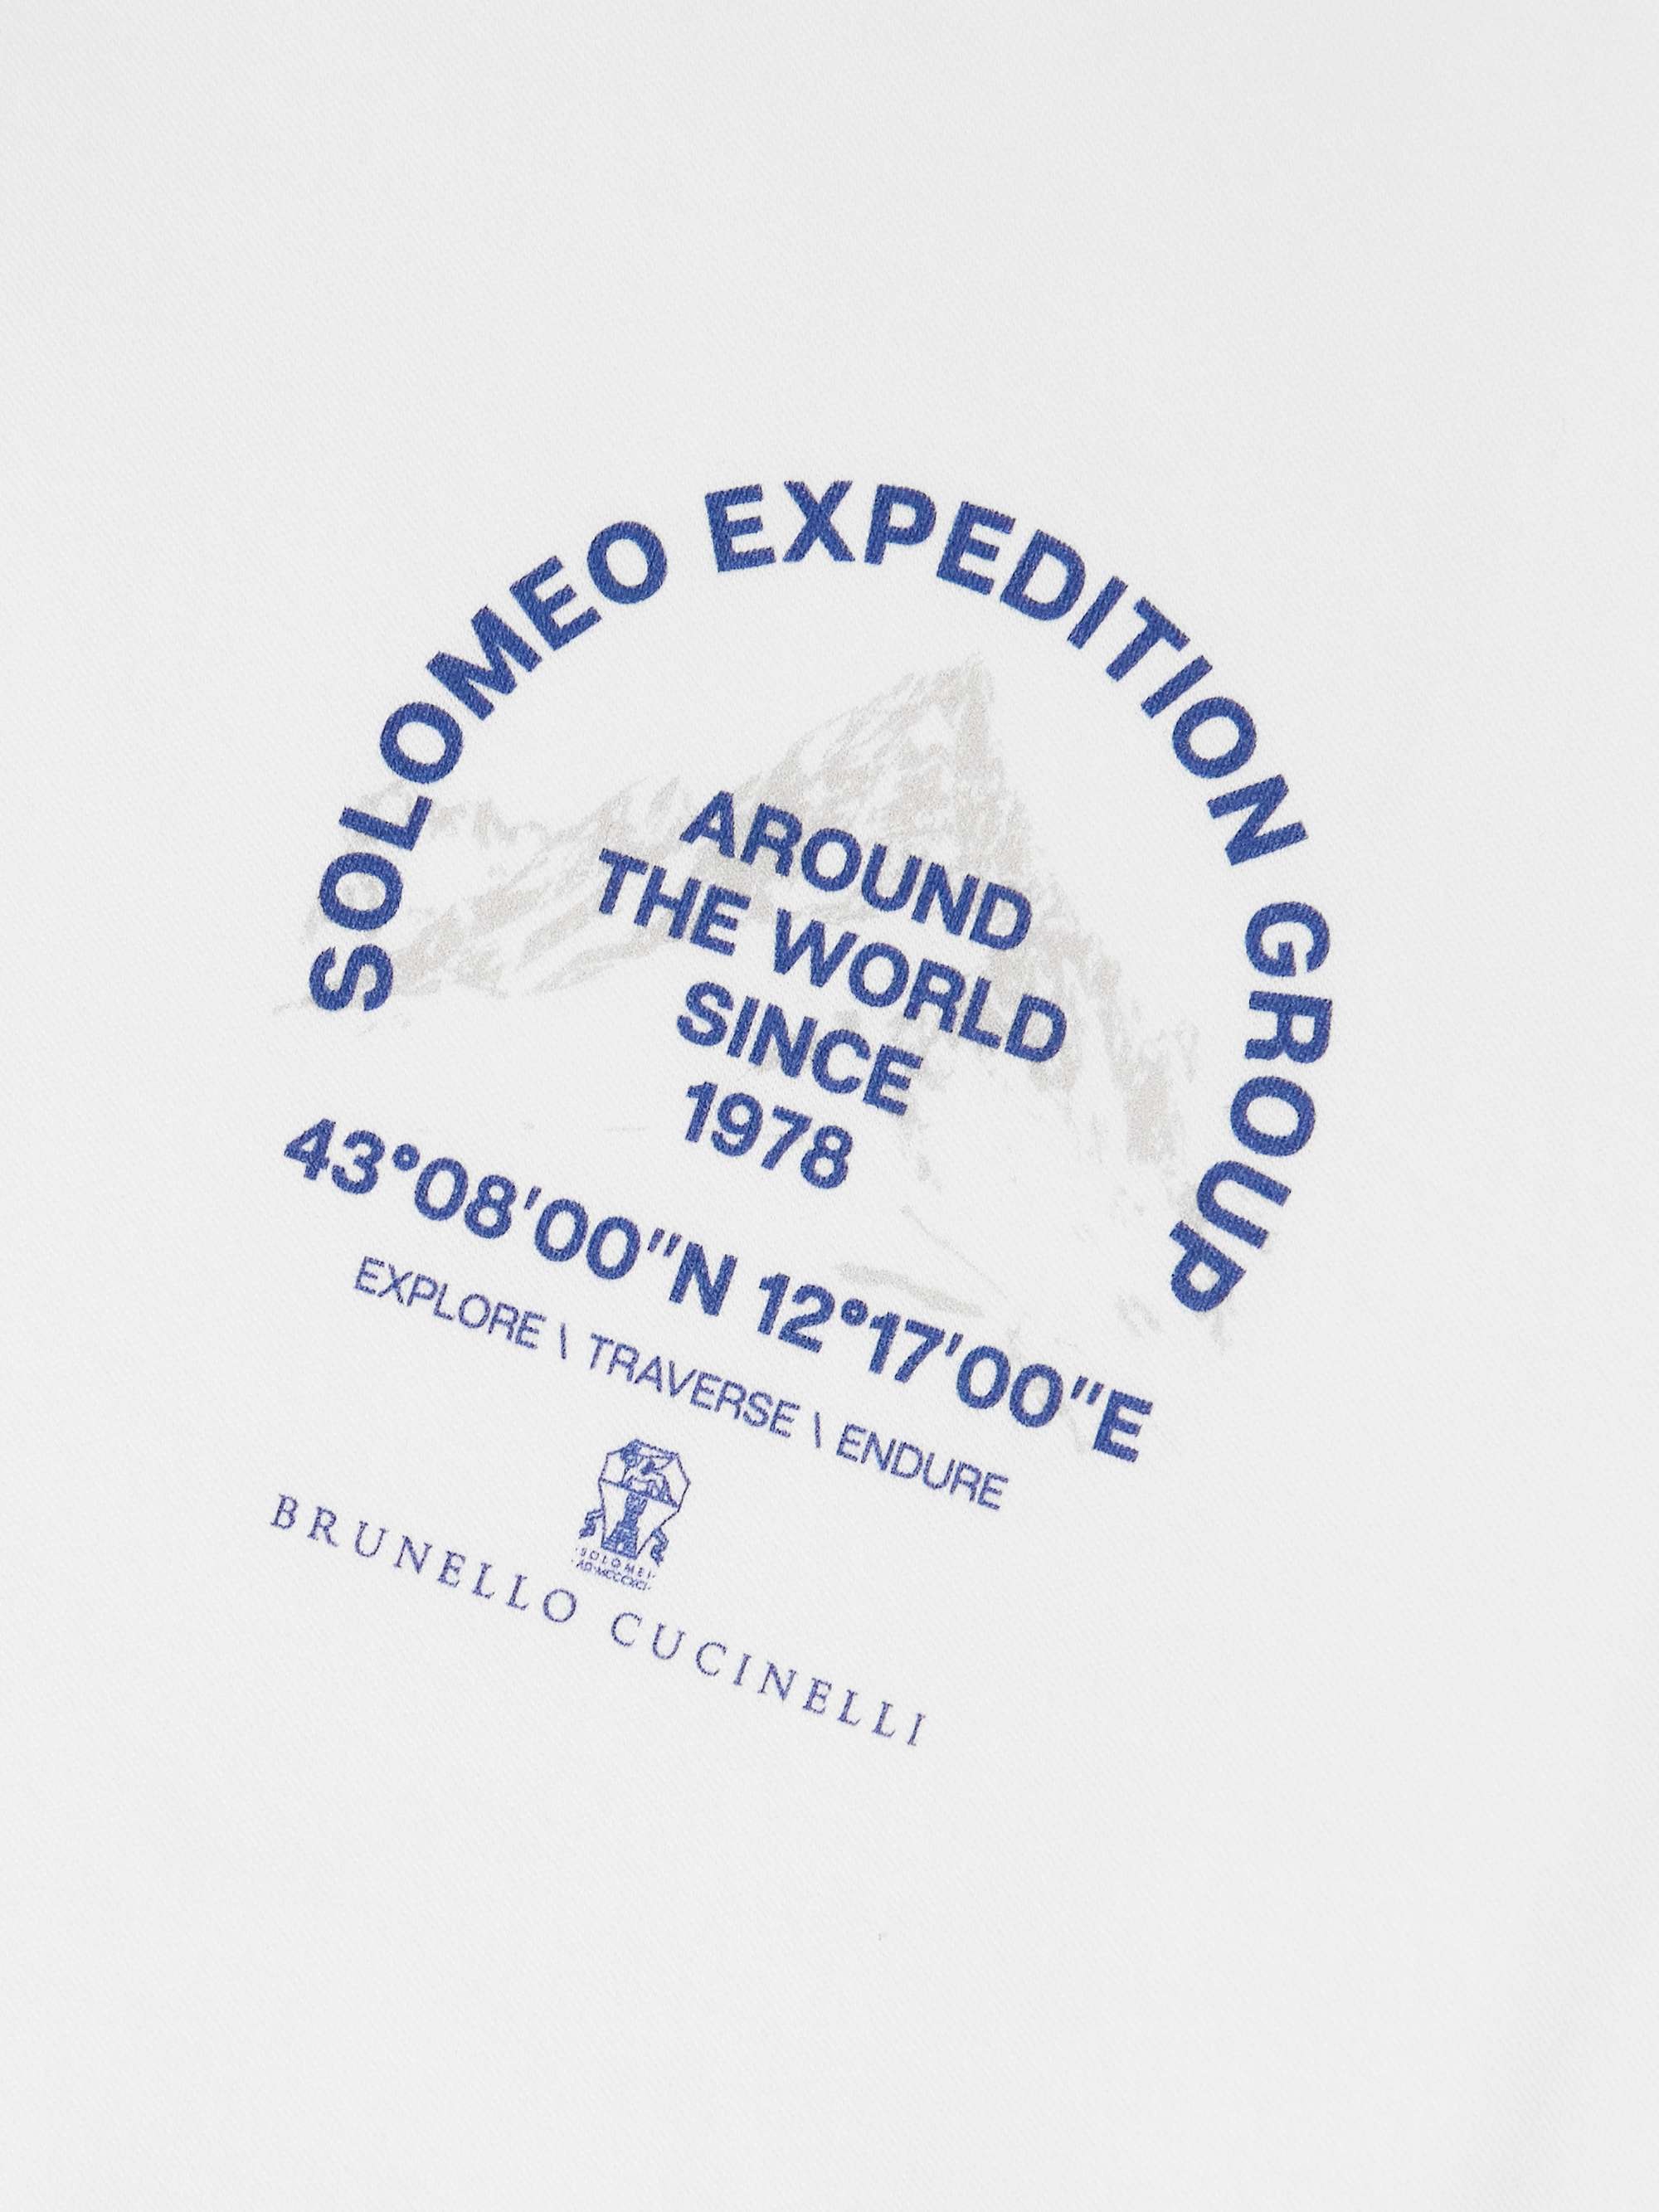 SOLOMEO EXPEDITION GROUP
AROUND
THE WORLD
SINCE
1978
43°08'00"N 12°17'00"E
EXPLORE \ TRAVERSE \ ENDURE
BRUNELLO CUCINELLI